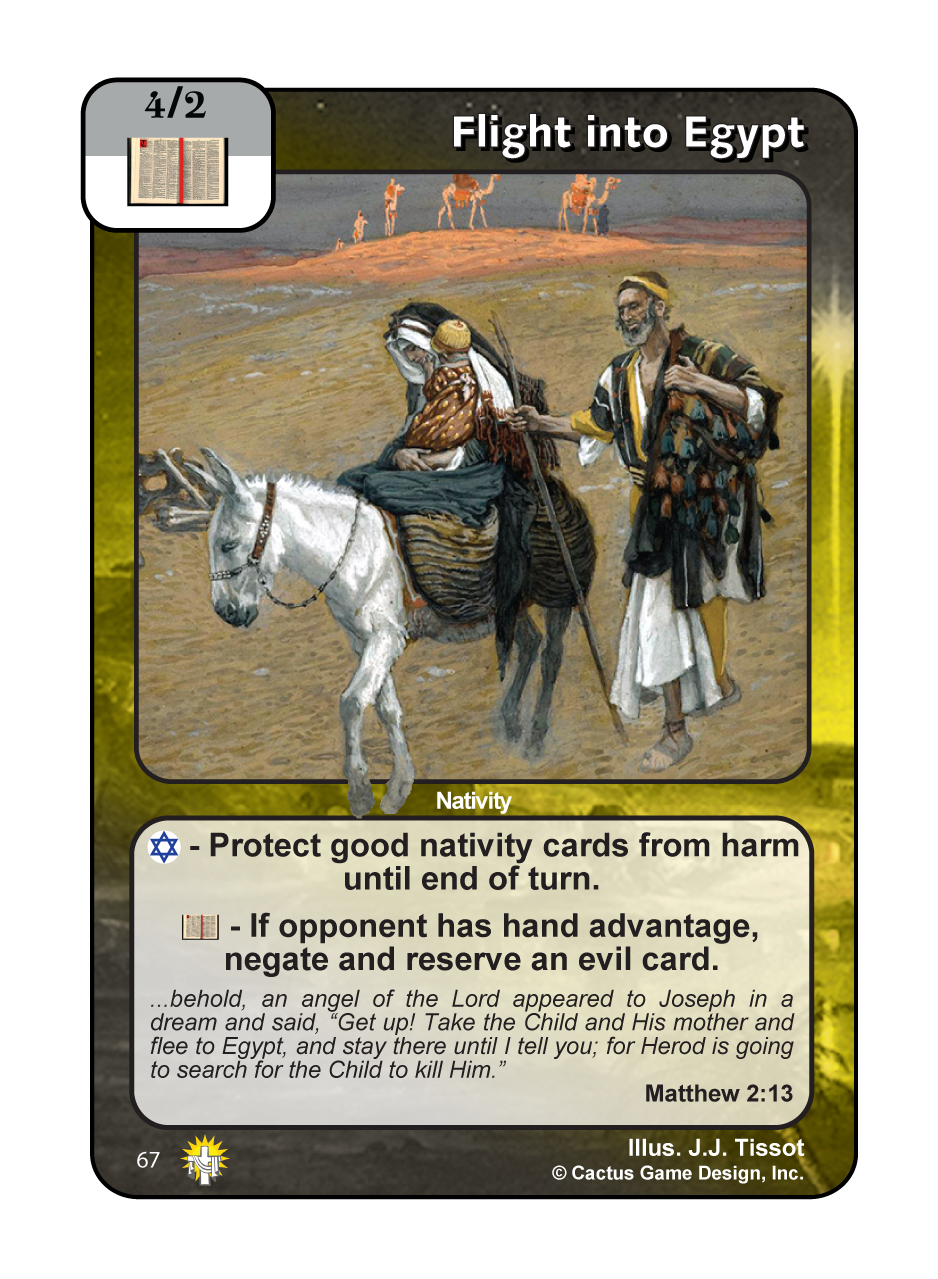 4/2
Flight into Egypt
Nativity
- Protect good nativity cards from harm
until end of turn.
- If opponent has hand advantage,
negate and reserve an evil card.
...behold, an angel of the Lord appeared to Joseph in a
dream and said, “Get up! Take the Child and His mother and
flee to Egypt, and stay there until I tell you; for Herod is going
to search for the Child to kill Him.”
Matthew 2:13
67
Illus. J.J. Tissot
© Cactus Game Design, Inc.